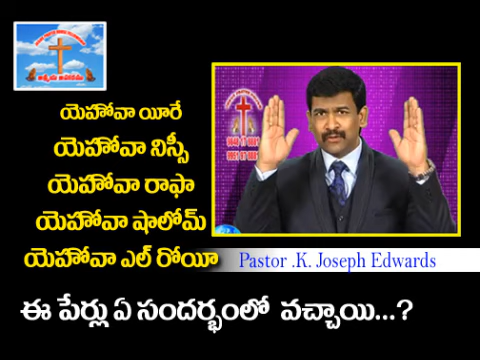 యెహోవా యీరే
యెహోవా నిస్సీ
యెహోవా రాఫా
యెహోవా షాలోమ్
యెహోవా ఎల్ రోయీ
Pastor .K. Joseph Edwards
ఈ పేర్లు ఏ సందర్భంలో వచ్చాయి...?